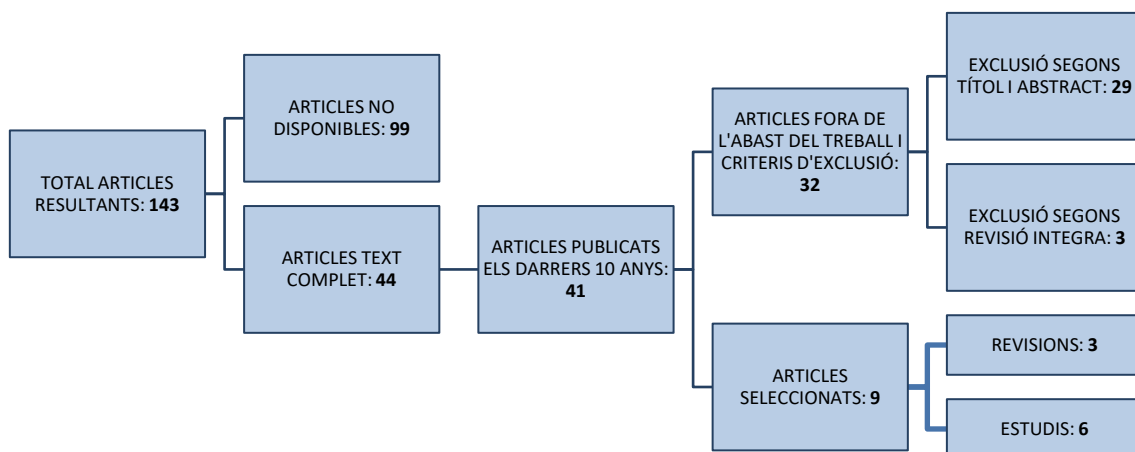 TOTAL ARTICLES
RESULTANTS: 143
ARTICLES NO
DISPONIBLES: 99
ARTICLES TEXT
COMPLET: 44
ARTICLES PUBLICATS
ELS DARRERS 10 ANYS:
41
ARTICLES FORA DE
L'ABAST DEL TREBALL I
CRITERIS D'EXCLUSIÓ:
32
EXCLUSIÓ SEGONS
TÍTOL I ABSTRACT: 29
EXCLUSIÓ SEGONS
REVISIÓ INTEGRA: 3
ARTICLES
SELECCIONATS: 9
REVISIONS: 3
ESTUDIS: 6